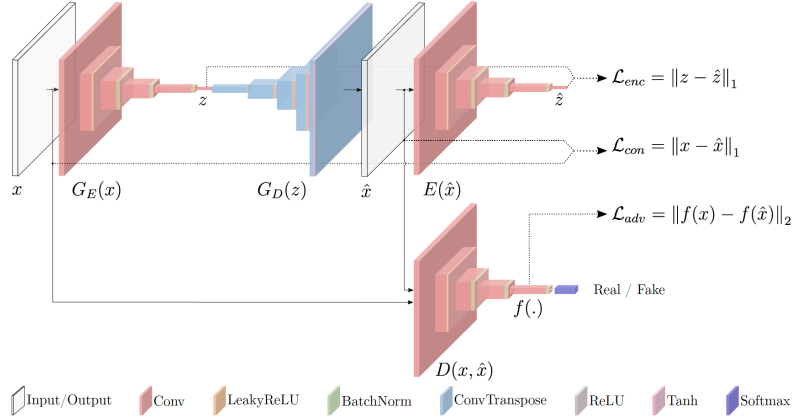 ℒ_enc = ‖z − ẑ‖₁
z
ẑ
ℒ_con = ‖x − x̂‖₁
x
G_E(x)
G_D(z)
x̂
E(x̂)
ℒ_adv = ‖f(x) − f(x̂)‖₂
f(.)
Real / Fake
D(x, x̂)
Input/Output
Conv
LeakyReLU
BatchNorm
ConvTranspose
ReLU
Tanh
Softmax